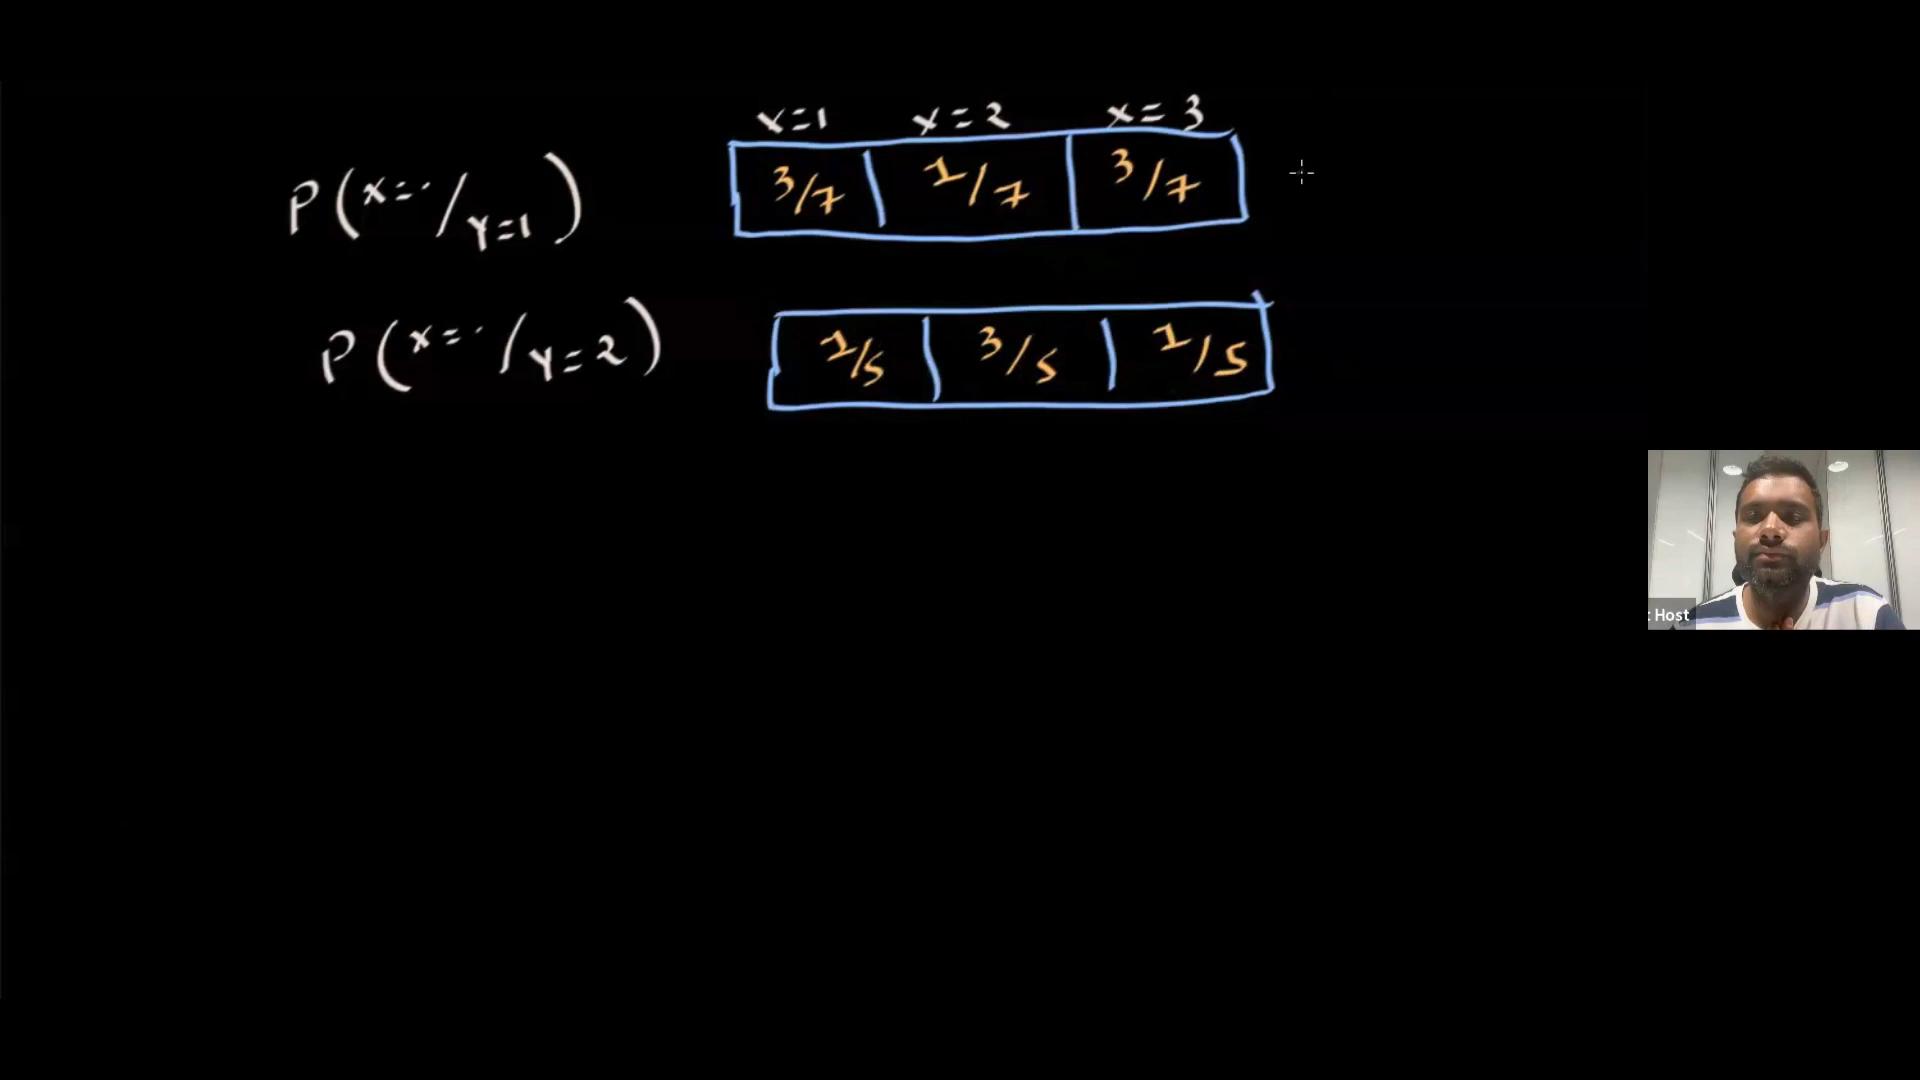 x=1 x=2 x=3
P(x=·/y=1) 3/7 1/7 3/7
P(x=·/y=2) 1/5 3/5 1/5
Host